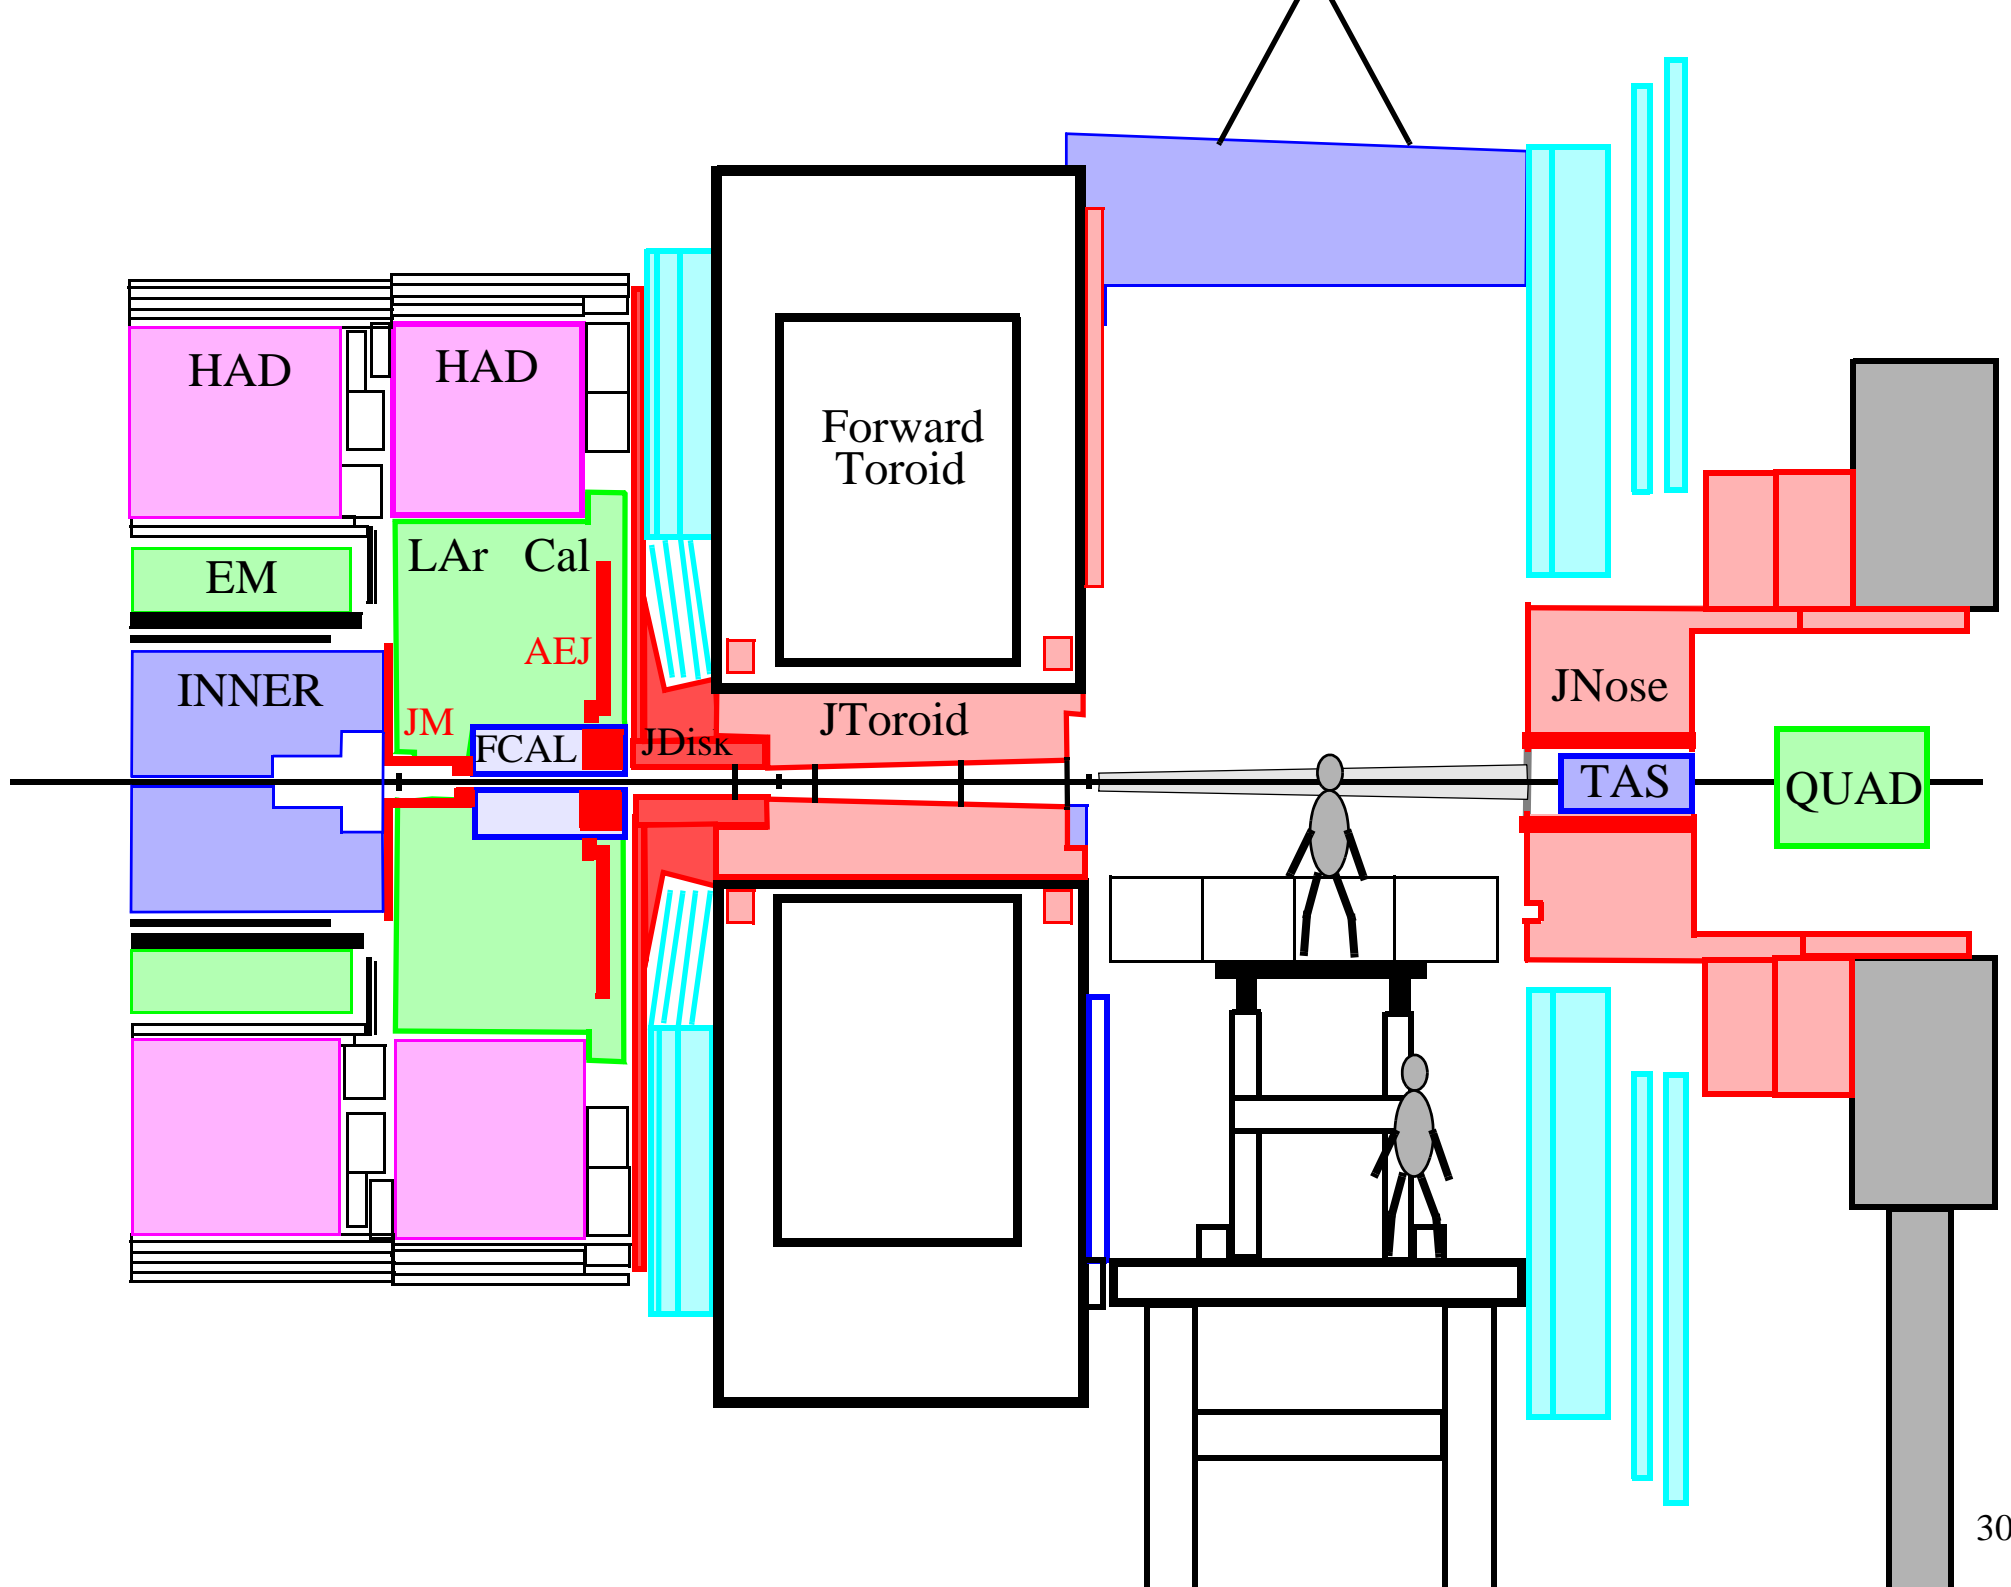 HAD
HAD
Forward
Toroid
LAr Cal
EM
AEJ
INNER
JM
FCAL
JDisk
JToroid
JNose
TAS
QUAD
30